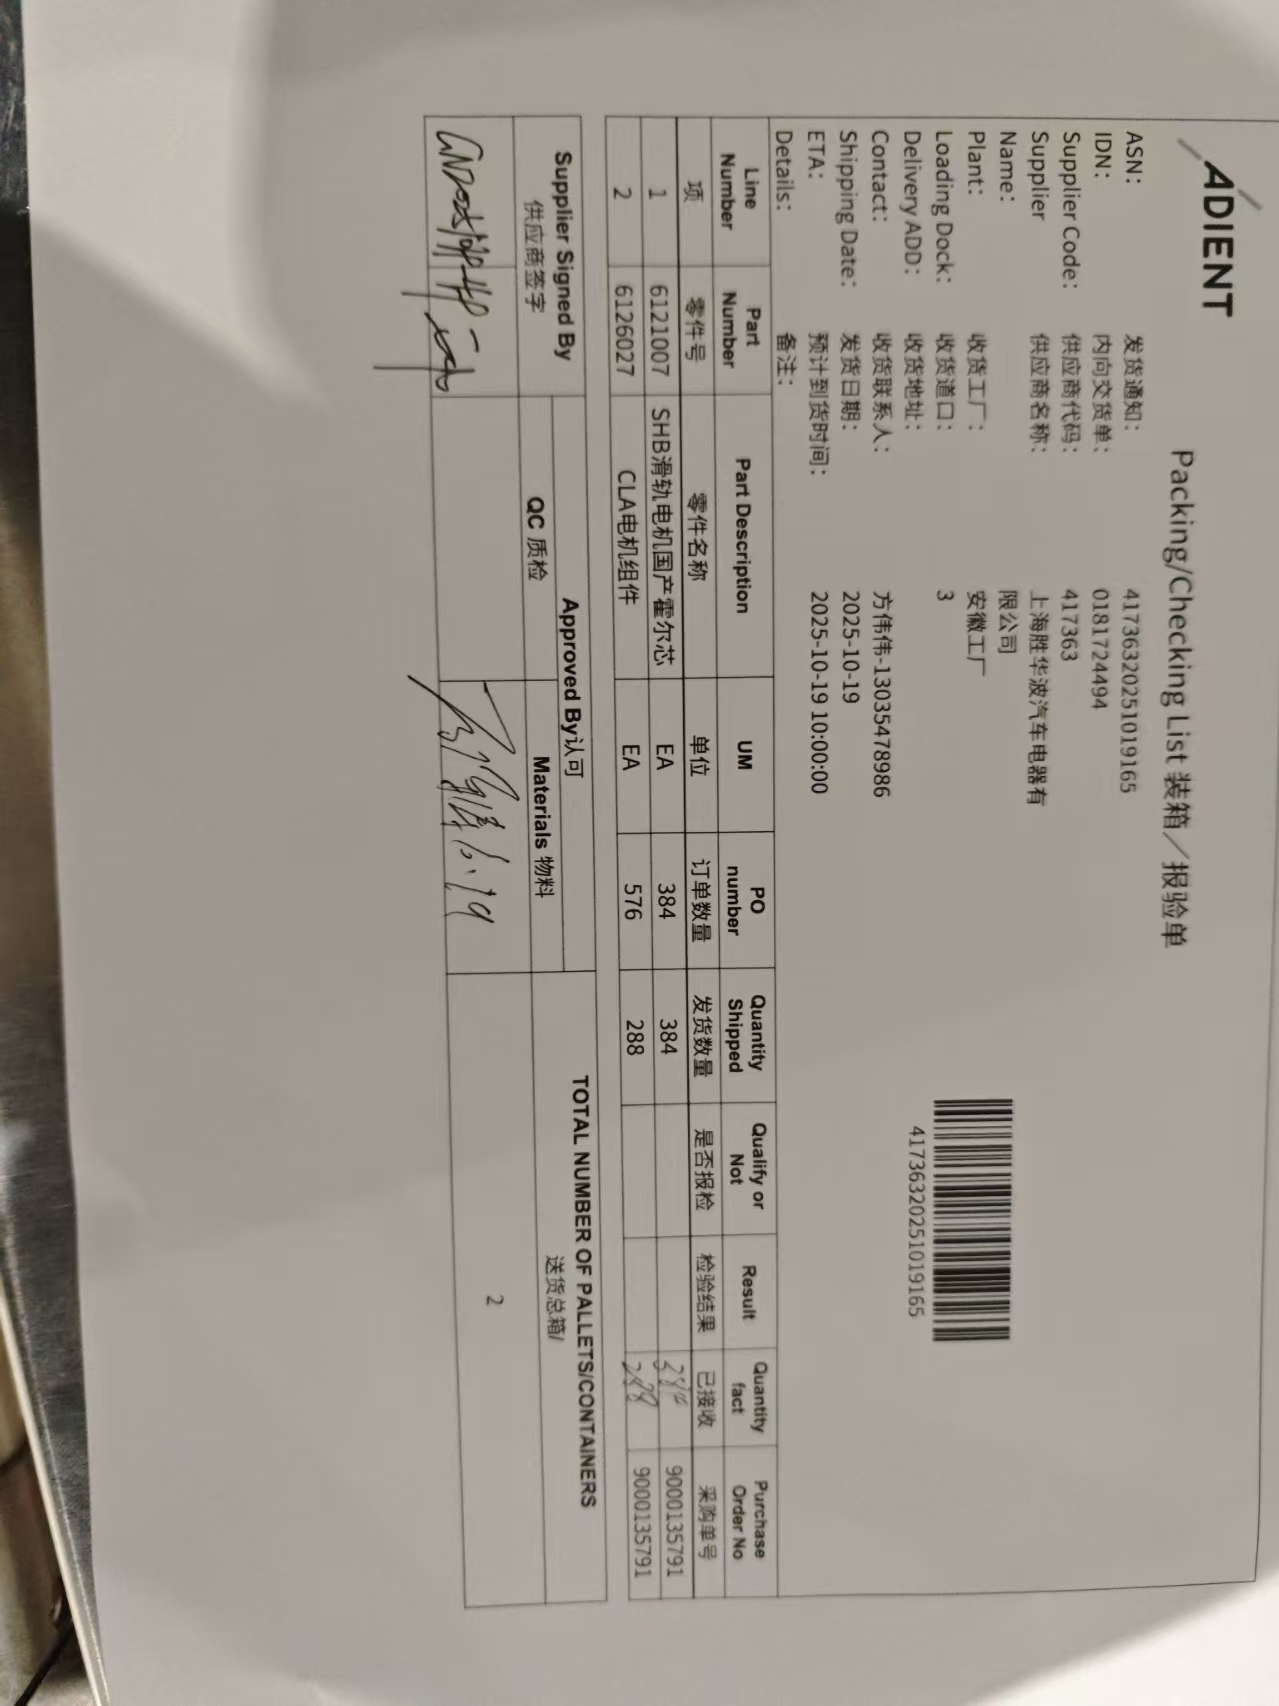 ADIENT
Packing/Checking List 装箱／报验单
ASN: 发货通知: 41736320251019165
IDN: 内向交货单: 0181724494
Supplier Code: 供应商代码: 417363
Supplier 供应商名称: 上海胜华波汽车电器有
Name: 限公司
Plant: 收货工厂: 安徽工厂
Loading Dock: 收货道口: 3
Delivery ADD: 收货地址:
Contact: 收货联系人: 方伟伟-13035478986
Shipping Date: 发货日期: 2025-10-19
ETA: 预计到货时间: 2025-10-19 10:00:00
Details: 备注:
41736320251019165
Line Number Part Number Part Description UM PO number Quantity Shipped Qualify or Not Result Quantity fact Purchase Order No
项 零件号 零件名称 单位 订单数量 发货数量 是否报检 检验结果 已接收 采购单号
1 6121007 SHB滑轨电机国产霍尔芯 EA 384 384 9000135791
2 6126027 CLA电机组件 EA 576 288 288 9000135791
Supplier Signed By Approved By认可 TOTAL NUMBER OF PALLETS/CONTAINERS
供应商签字 QC 质检 Materials 物料 送货总箱/
10.19 2